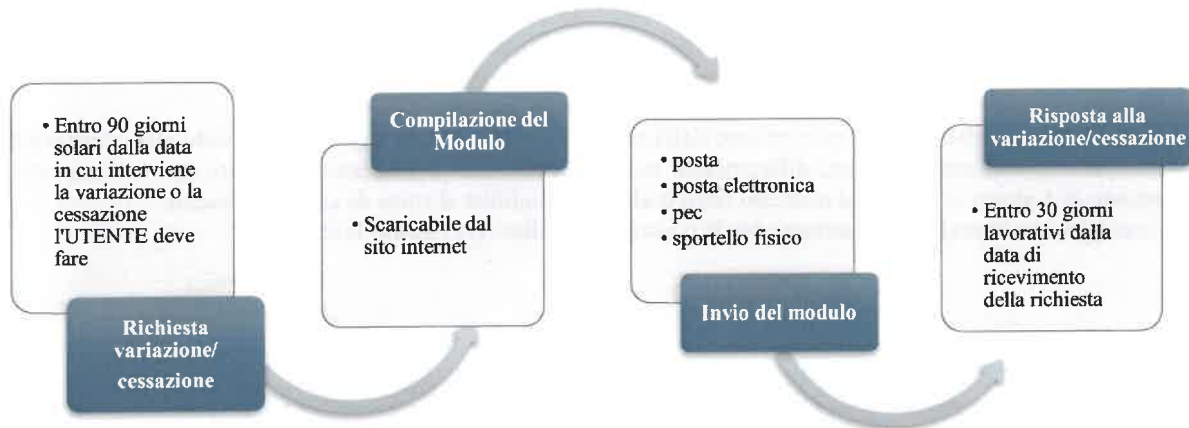 • Entro 90 giorni
solari dalla data
in cui interviene
la variazione o la
cessazione
l'UTENTE deve
fare
Richiesta
variazione/
cessazione
Compilazione del
Modulo
• Scaricabile dal
sito internet
• posta
• posta elettronica
• pec
• sportello fisico
Invio del modulo
Risposta alla
variazione/cessazione
• Entro 30 giorni
lavorativi dalla
data di
ricevimento
della richiesta